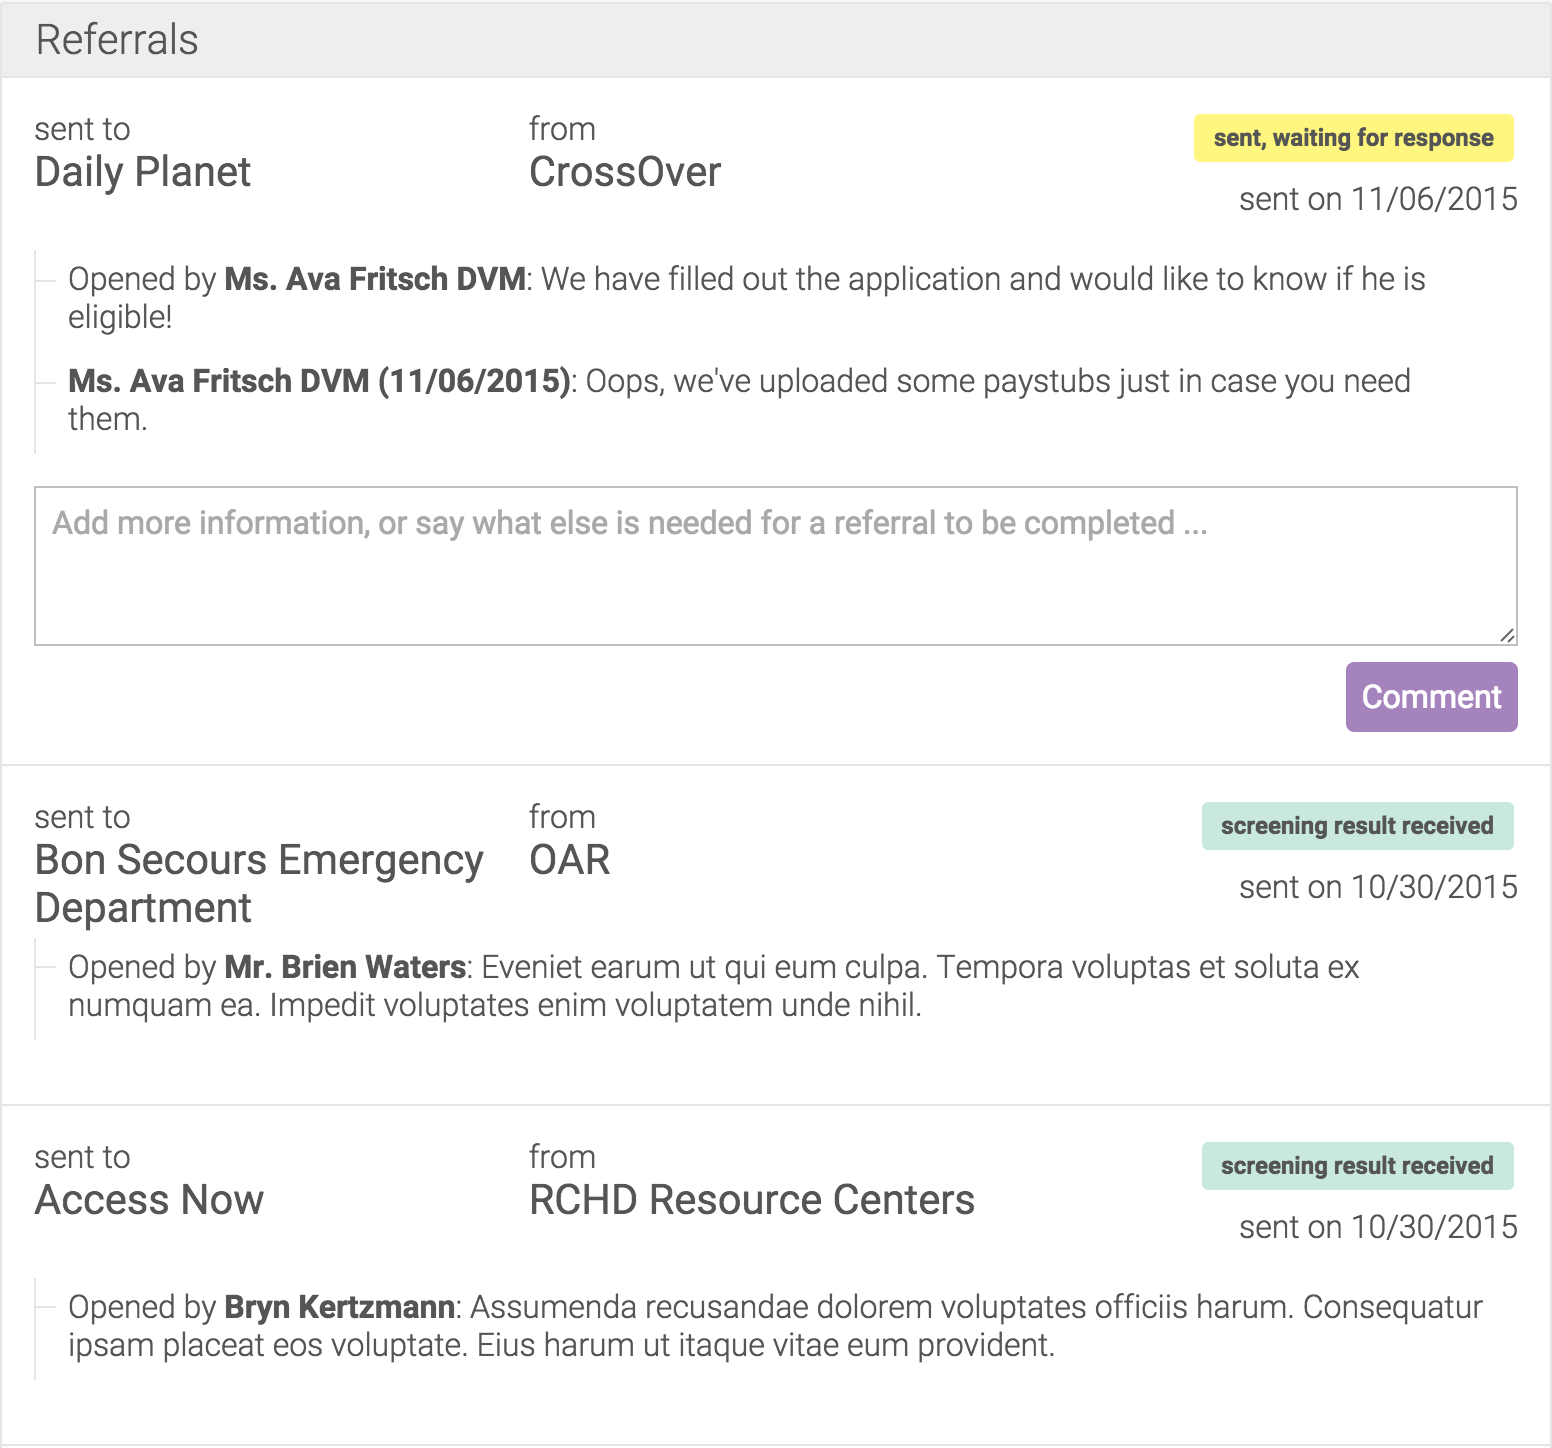 Referrals
sent to
Daily Planet
from
CrossOver
sent, waiting for response
sent on 11/06/2015
Opened by Ms. Ava Fritsch DVM: We have filled out the application and would like to know if he is
eligible!
Ms. Ava Fritsch DVM (11/06/2015): Oops, we've uploaded some paystubs just in case you need
them.
Add more information, or say what else is needed for a referral to be completed ...
Comment
sent to
Bon Secours Emergency
Department
from
OAR
screening result received
sent on 10/30/2015
Opened by Mr. Brien Waters: Eveniet earum ut qui eum culpa. Tempora voluptas et soluta ex
numquam ea. Impedit voluptates enim voluptatem unde nihil.
sent to
Access Now
from
RCHD Resource Centers
screening result received
sent on 10/30/2015
Opened by Bryn Kertzmann: Assumenda recusandae dolorem voluptates officiis harum. Consequatur
ipsam placeat eos voluptate. Eius harum ut itaque vitae eum provident.